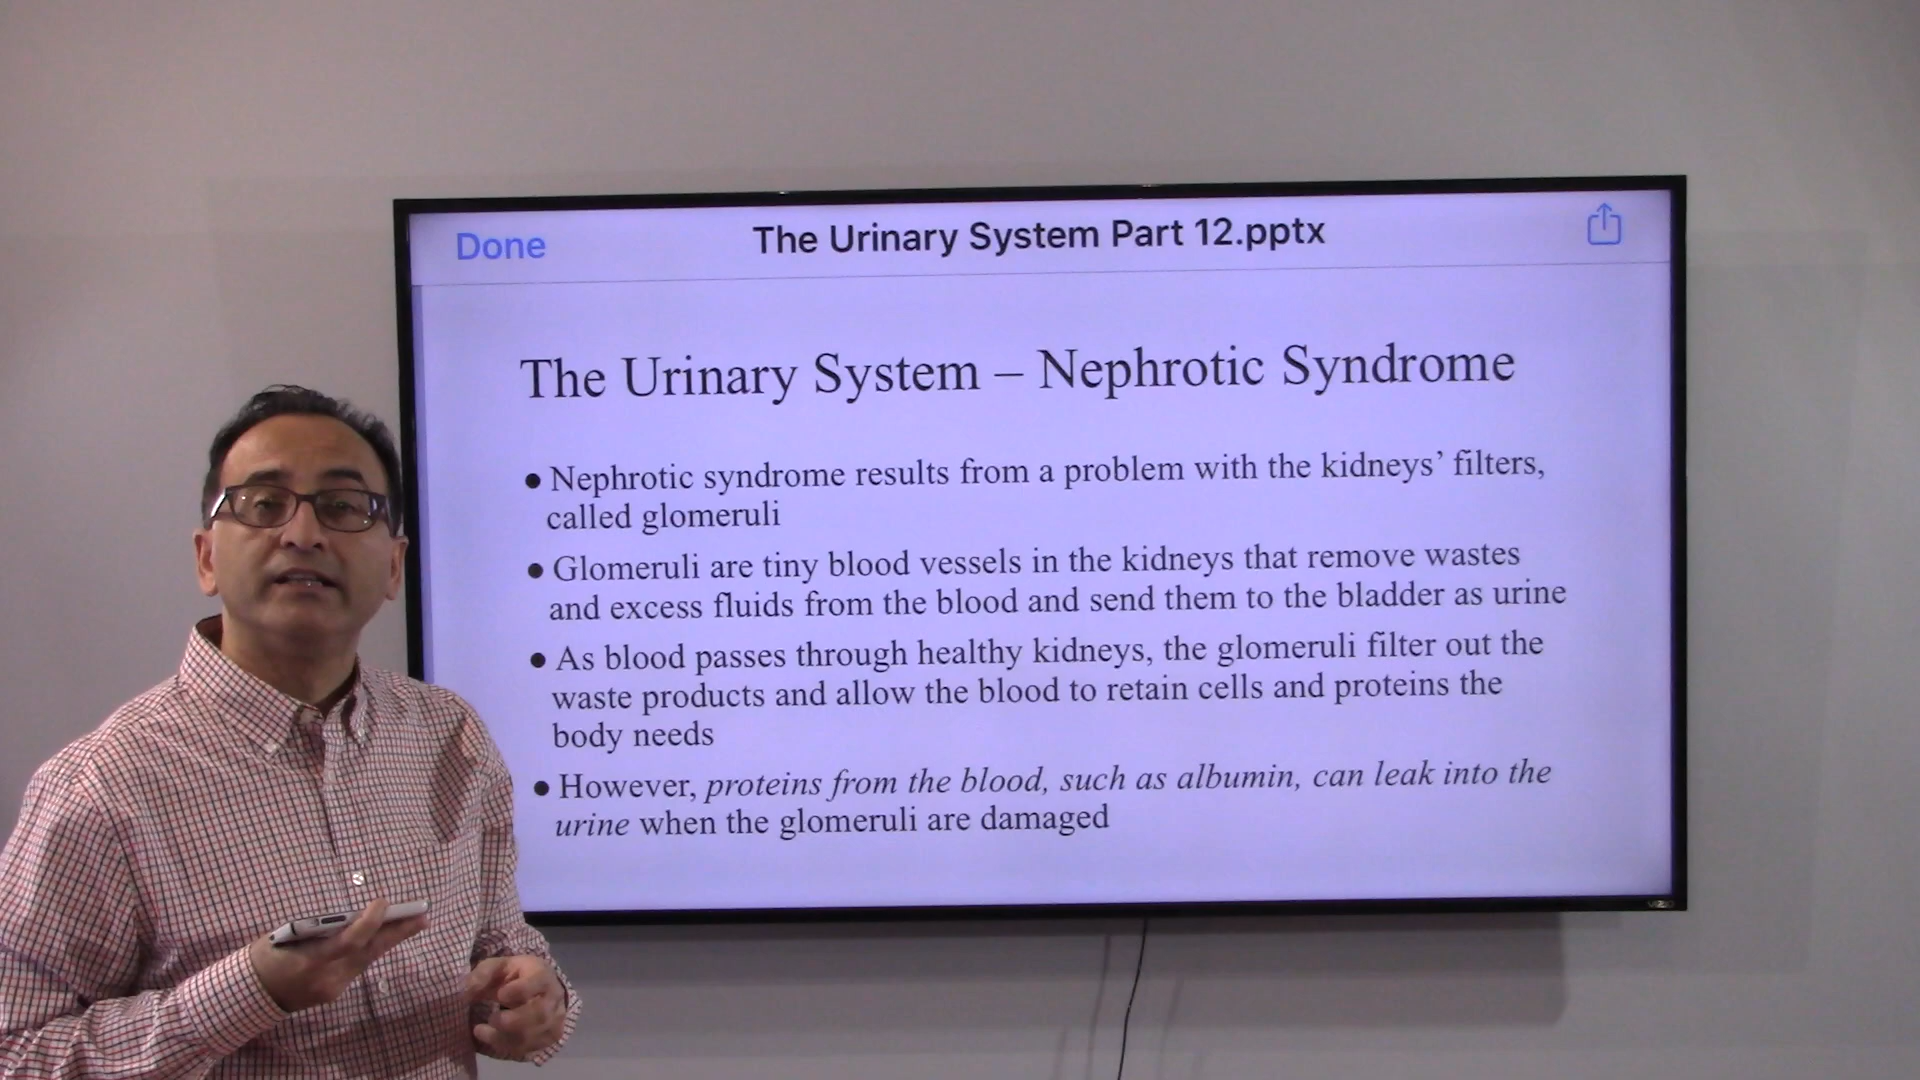 Done
The Urinary System Part 12.pptx
The Urinary System – Nephrotic Syndrome
● Nephrotic syndrome results from a problem with the kidneys’ filters,
called glomeruli
● Glomeruli are tiny blood vessels in the kidneys that remove wastes
and excess fluids from the blood and send them to the bladder as urine
● As blood passes through healthy kidneys, the glomeruli filter out the
waste products and allow the blood to retain cells and proteins the
body needs
● However, proteins from the blood, such as albumin, can leak into the
urine when the glomeruli are damaged
VIZIO